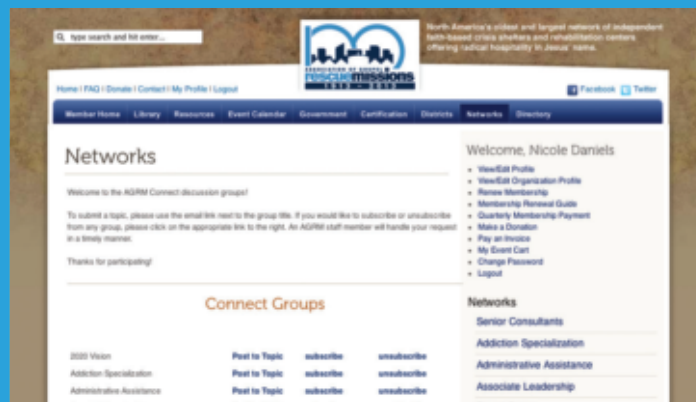 type search and hit enter...
ASSOCIATION OF GOSPEL
rescuemissions
1913 – 2013
North America's oldest and largest network of independent
faith-based crisis shelters and rehabilitation centers
offering radical hospitality in Jesus' name.
Home | FAQ | Donate | Contact | My Profile | Logout
Facebook Twitter
Member Home Library Resources Event Calendar Government Certification Districts Networks Directory
Networks
Welcome to the AGRM Connect discussion groups!
To submit a topic, please use the email link next to the group title. If you would like to subscribe or unsubscribe
from any group, please click on the appropriate link to the right. An AGRM staff member will handle your request
in a timely manner.
Thanks for participating!
Connect Groups
2020 Vision Post to Topic subscribe unsubscribe
Addiction Specialization Post to Topic subscribe unsubscribe
Administrative Assistance Post to Topic subscribe unsubscribe
Welcome, Nicole Daniels
View/Edit Profile
View/Edit Organization Profile
Renew Membership
Membership Renewal Guide
Quarterly Membership Payment
Make a Donation
Pay an Invoice
My Event Cart
Change Password
Logout
Networks
Senior Consultants
Addiction Specialization
Administrative Assistance
Associate Leadership